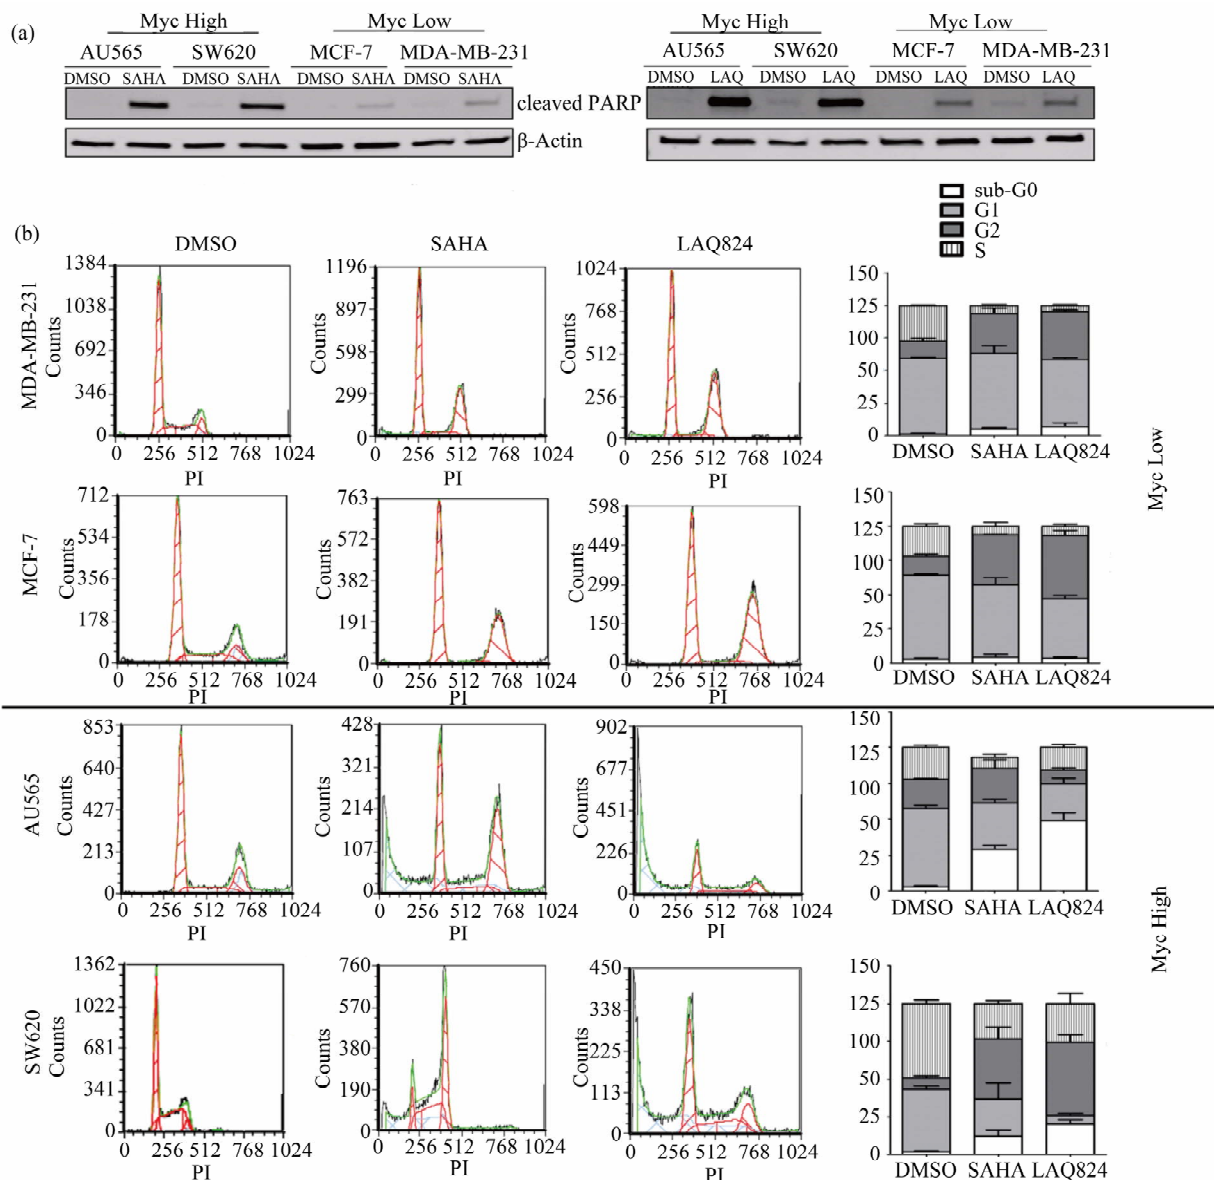 (a)
Myc High Myc Low
AU565 SW620 MCF-7 MDA-MB-231
DMSO SAHA DMSO SAHA DMSO SAHA DMSO SAHA
Myc High Myc Low
AU565 SW620 MCF-7 MDA-MB-231
DMSO LAQ DMSO LAQ DMSO LAQ DMSO LAQ
cleaved PARP
β-Actin
sub-G0
G1
G2
S
(b)
DMSO SAHA LAQ824
MDA-MB-231
Counts
1384
1038
692
346
0
0 256 512 768 1024
PI
Counts
1196
897
598
299
0
0 256 512 768 1024
PI
Counts
1024
768
512
256
0
0 256 512 768 1024
PI
150
125
100
50
25
0
DMSO SAHA LAQ824
MCF-7
Counts
712
534
356
178
0
0 256 512 768 1024
PI
Counts
763
572
382
191
0
0 256 512 768 1024
PI
Counts
598
449
299
150
0
0 256 512 768 1024
PI
150
125
100
50
25
0
DMSO SAHA LAQ824
Myc Low
AU565
Counts
853
640
427
213
0
0 256 512 768 1024
PI
Counts
428
321
214
107
0
0 256 512 768 1024
PI
Counts
902
677
451
226
0
0 256 512 768 1024
PI
150
125
100
50
25
0
DMSO SAHA LAQ824
SW620
Counts
1362
1022
681
341
0
0 256 512 768 1024
PI
Counts
760
570
380
190
0
0 256 512 768 1024
PI
Counts
450
338
225
113
0
0 256 512 768 1024
PI
150
125
100
50
25
0
DMSO SAHA LAQ824
Myc High